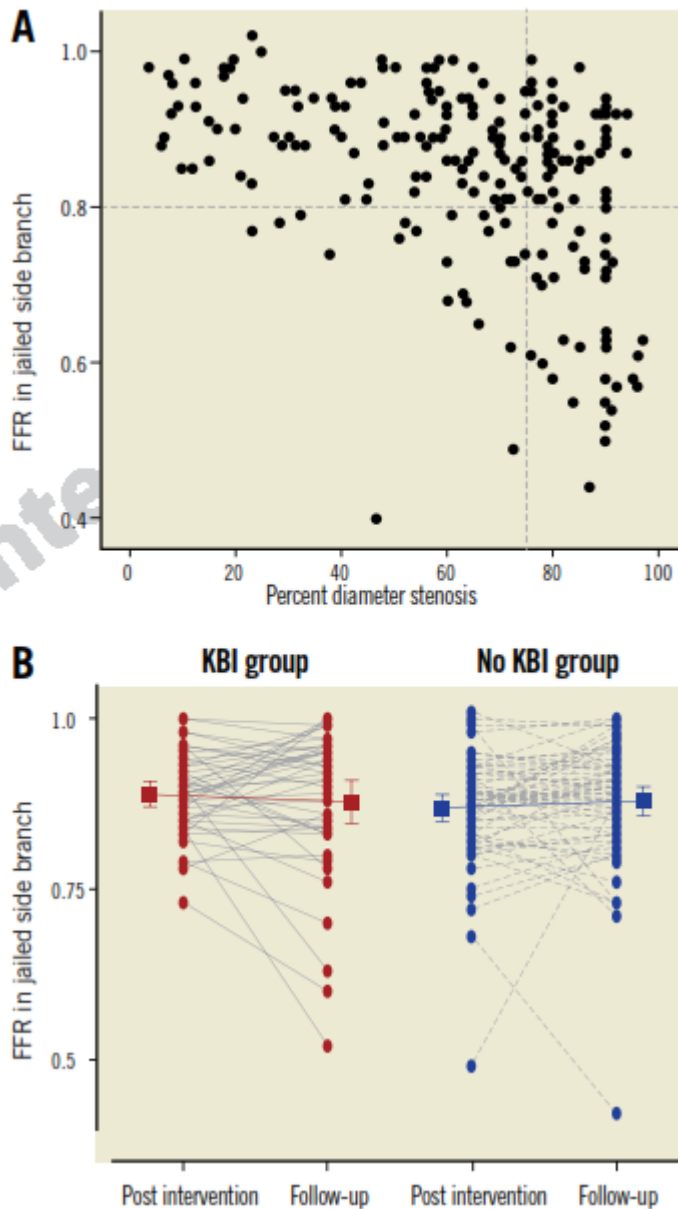 A
FFR in jailed side branch
1.0
0.8
0.6
0.4
0
20
40
60
80
100
Percent diameter stenosis
B
KBI group
No KBI group
FFR in jailed side branch
1.0
0.75
0.5
Post intervention
Follow-up
Post intervention
Follow-up